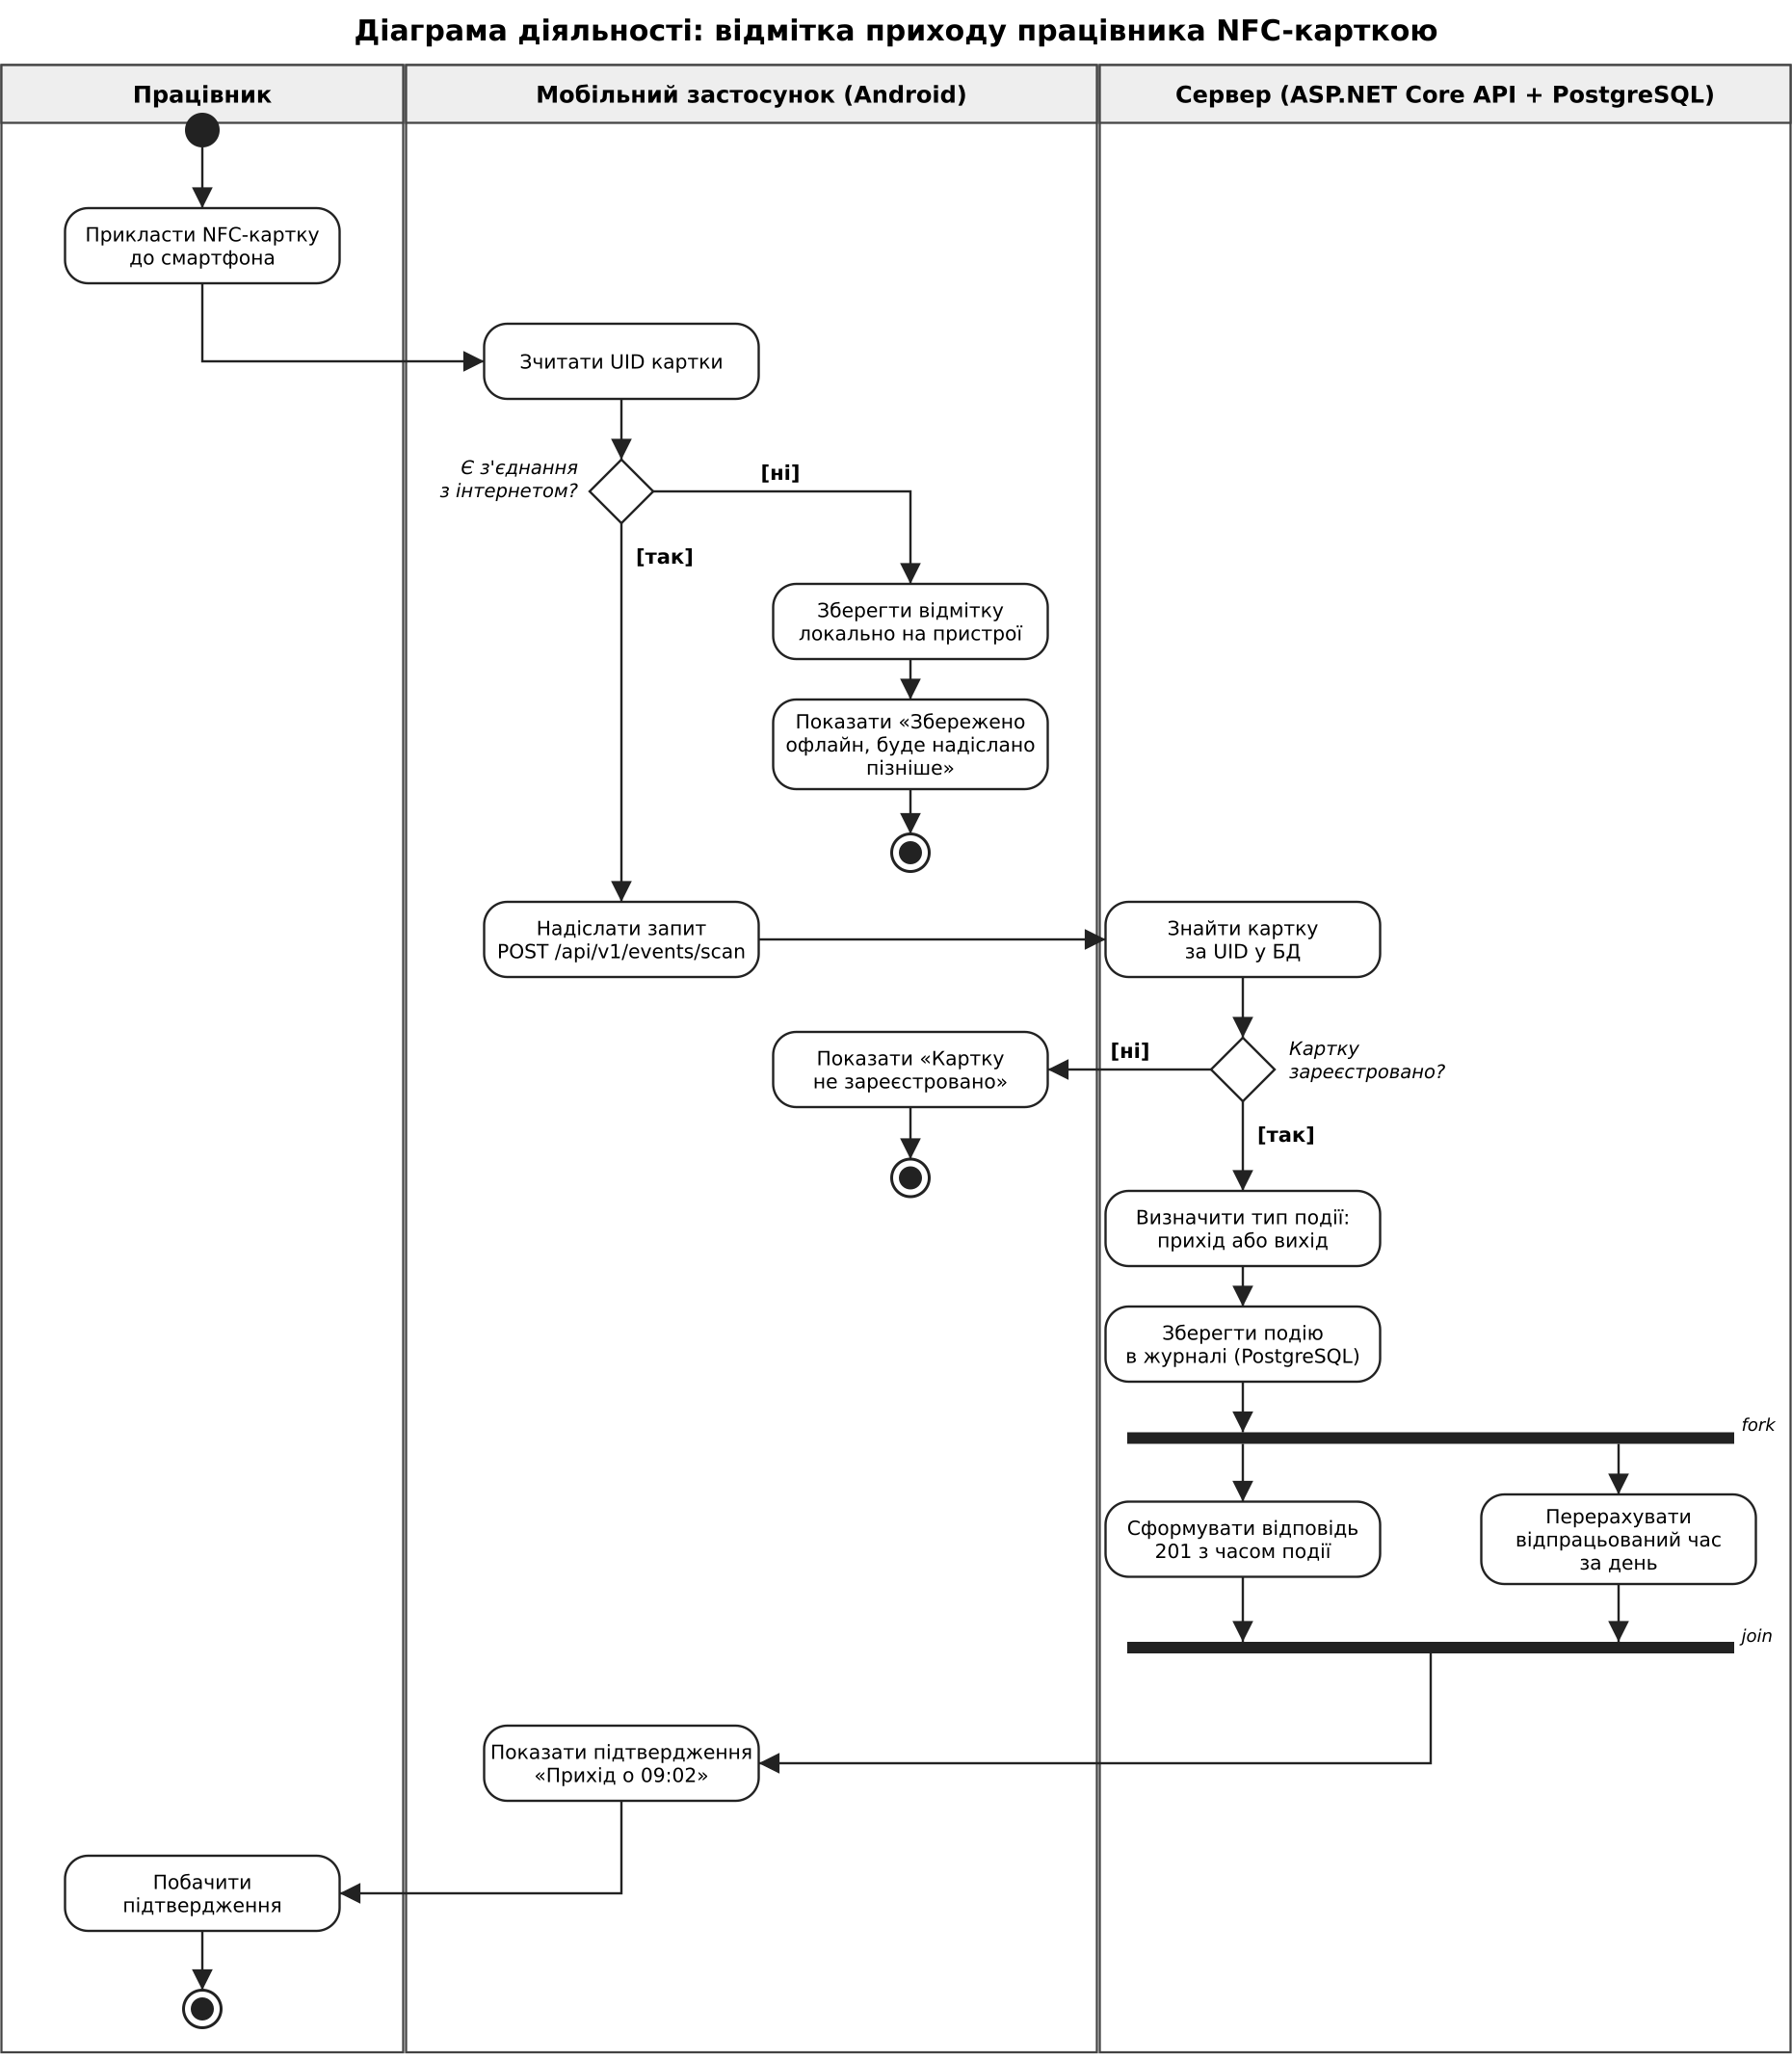 Діаграма діяльності: відмітка приходу працівника NFC-карткою
Працівник
Мобільний застосунок (Android)
Сервер (ASP.NET Core API + PostgreSQL)
Прикласти NFC-картку
до смартфона
Зчитати UID картки
Є з'єднання
з інтернетом?
[ні]
[так]
Зберегти відмітку
локально на пристрої
Показати «Збережено
офлайн, буде надіслано
пізніше»
Надіслати запит
POST /api/v1/events/scan
Знайти картку
за UID у БД
Показати «Картку
не зареєстровано»
[ні]
Картку
зареєстровано?
[так]
Визначити тип події:
прихід або вихід
Зберегти подію
в журналі (PostgreSQL)
fork
Сформувати відповідь
201 з часом події
Перерахувати
відпрацьований час
за день
join
Показати підтвердження
«Прихід о 09:02»
Побачити
підтвердження